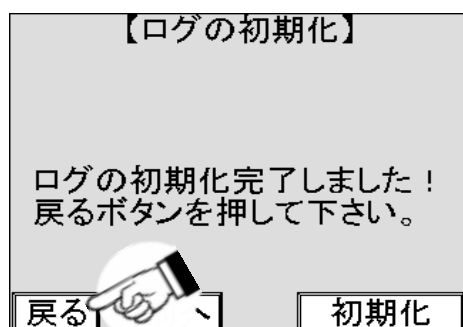 【ログの初期化】
ログの初期化完了しました！
戻るボタンを押して下さい。
戻る
初期化